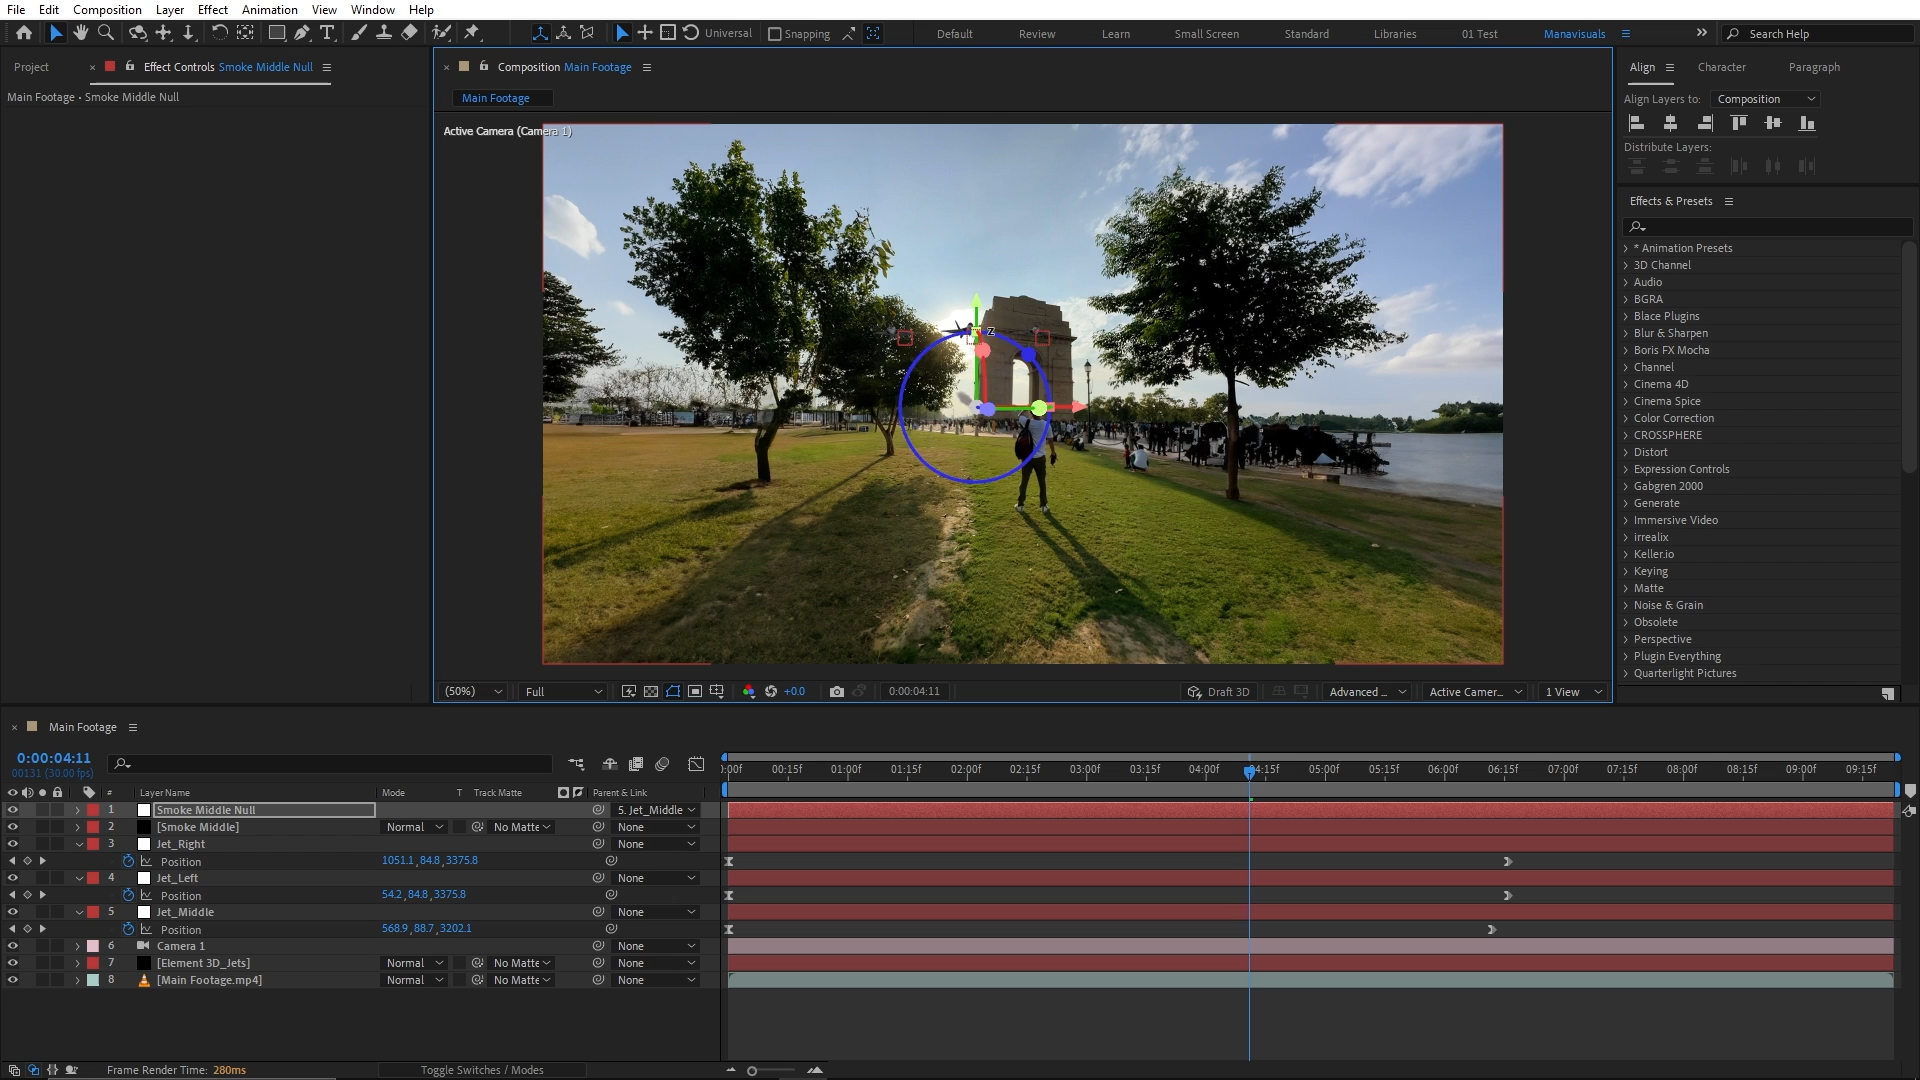 File Edit Composition Layer Effect Animation View Window Help
Universal Snapping Default Review Learn Small Screen Standard Libraries 01 Test Manavisuals Search Help
Project Effect Controls Smoke Middle Null
Main Footage • Smoke Middle Null
Composition Main Footage
Main Footage
Active Camera (Camera 1)
Z
(50%) Full +0.0 0:00:04:11 Draft 3D Advanced ... Active Camer... 1 View
Align Character Paragraph
Align Layers to: Composition
Distribute Layers:
Effects & Presets
* Animation Presets
3D Channel
Audio
BGRA
Blace Plugins
Blur & Sharpen
Boris FX Mocha
Channel
Cinema 4D
Cinema Spice
Color Correction
CROSSPHERE
Distort
Expression Controls
Gabgren 2000
Generate
Immersive Video
irrealix
Keller.io
Keying
Matte
Noise & Grain
Obsolete
Perspective
Plugin Everything
Quarterlight Pictures
Main Footage
0:00:04:11
00131 (30.00 fps)
):00f 00:15f 01:00f 01:15f 02:00f 02:15f 03:00f 03:15f 04:00f 04:15f 05:00f 05:15f 06:00f 06:15f 07:00f 07:15f 08:00f 08:15f 09:00f 09:15f
# Layer Name Mode T Track Matte Parent & Link
1 Smoke Middle Null 5. Jet_Middle
2 [Smoke Middle] Normal No Matte None
3 Jet_Right None
Position 1051.1, 84.8, 3375.8
4 Jet_Left None
Position 54.2, 84.8, 3375.8
5 Jet_Middle None
Position 568.9, 88.7, 3202.1
6 Camera 1 None
7 [Element 3D_Jets] Normal No Matte None
8 [Main Footage.mp4] Normal No Matte None
Frame Render Time: 280ms Toggle Switches / Modes